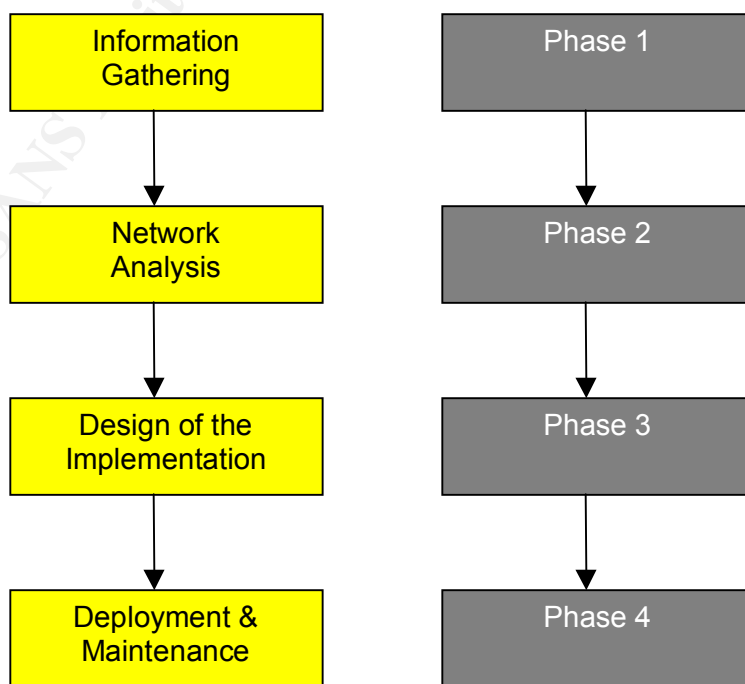 Information
Gathering
Phase 1
Network
Analysis
Phase 2
Design of the
Implementation
Phase 3
Deployment &
Maintenance
Phase 4